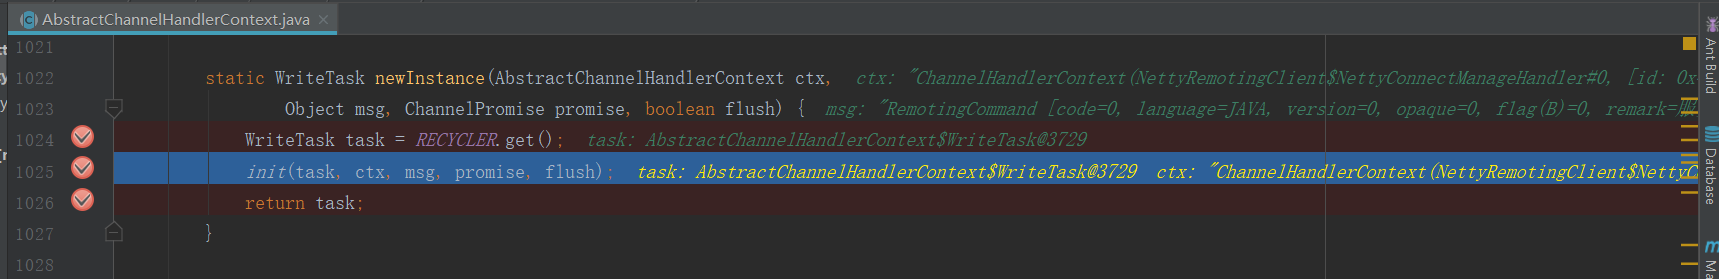 AbstractChannelHandlerContext.java ×
1021
1022 static WriteTask newInstance(AbstractChannelHandlerContext ctx, ctx: "ChannelHandlerContext(NettyRemotingClient$NettyConnectManageHandler#0, [id: 0x
1023 Object msg, ChannelPromise promise, boolean flush) { msg: "RemotingCommand [code=0, language=JAVA, version=0, opaque=0, flag(B)=0, remark=
1024 WriteTask task = RECYCLER.get(); task: AbstractChannelHandlerContext$WriteTask@3729
1025 init(task, ctx, msg, promise, flush); task: AbstractChannelHandlerContext$WriteTask@3729 ctx: "ChannelHandlerContext(NettyRemotingClient$NettyC
1026 return task;
1027 }
1028
Ant Build
Database
m Ma